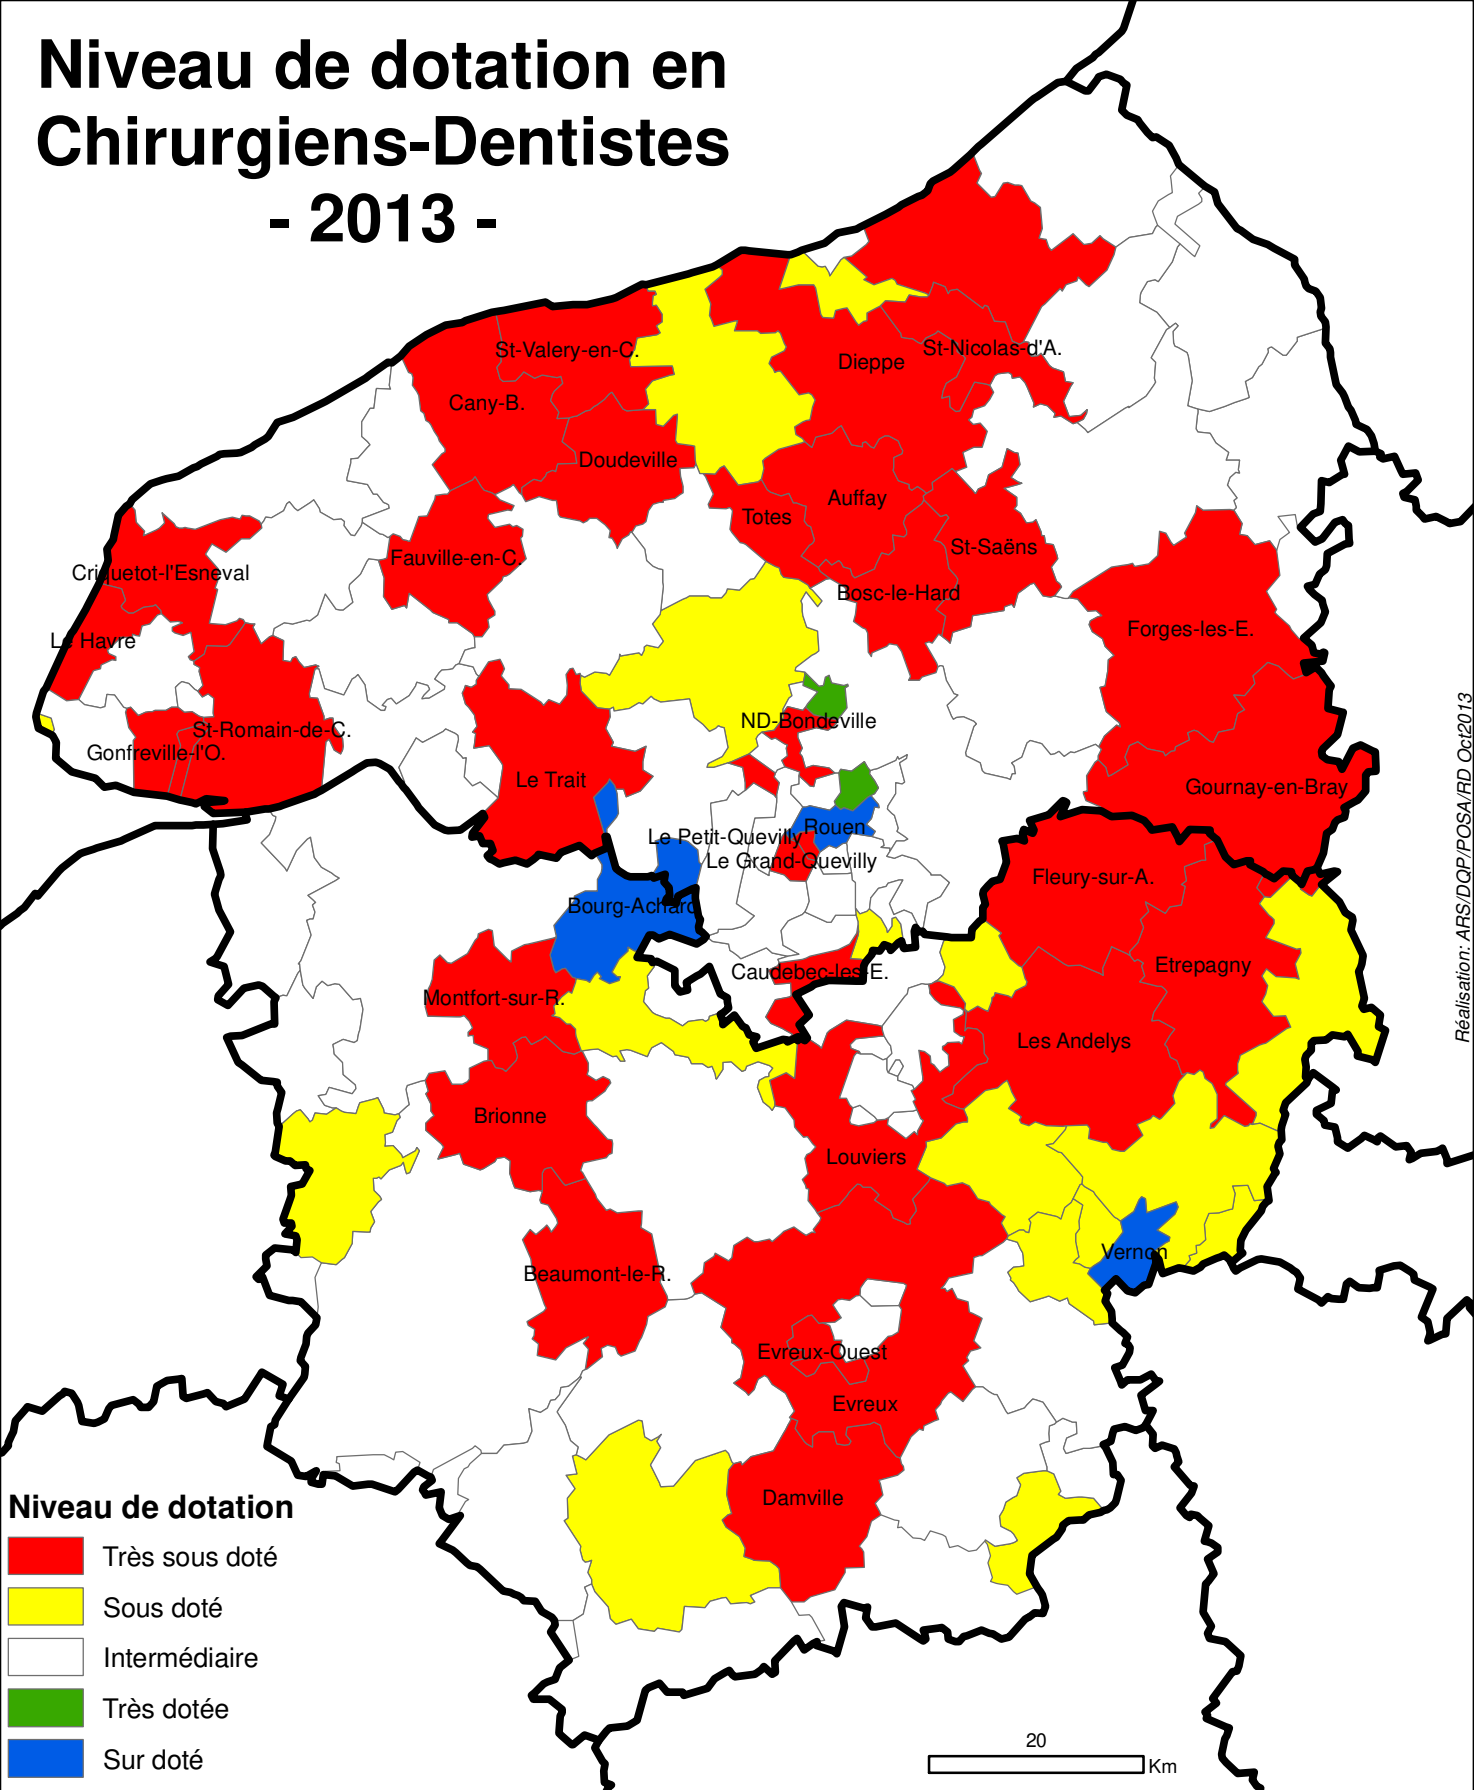 Niveau de dotation en
Chirurgiens-Dentistes
- 2013 -
St-Valery-en-C.
St-Nicolas-d'A.
Dieppe
Cany-B.
Doudeville
Auffay
Totes
St-Saëns
Fauville-en-C.
Criquetot-l'Esneval
Bosc-le-Hard
Forges-les-E.
Le Havre
ND-Bondeville
St-Romain-de-C.
Gonfreville-l'O.
Le Trait
Gournay-en-Bray
Rouen
Le Petit-Quevilly
Le Grand-Quevilly
Fleury-sur-A.
Bourg-Achard
Etrepagny
Caudebec-les-E.
Montfort-sur-R.
Les Andelys
Brionne
Louviers
Vernon
Beaumont-le-R.
Evreux-Ouest
Evreux
Damville
Réalisation: ARS/DQP/POSA/RD Oct2013
Niveau de dotation
Très sous doté
Sous doté
Intermédiaire
Très dotée
Sur doté
20
Km